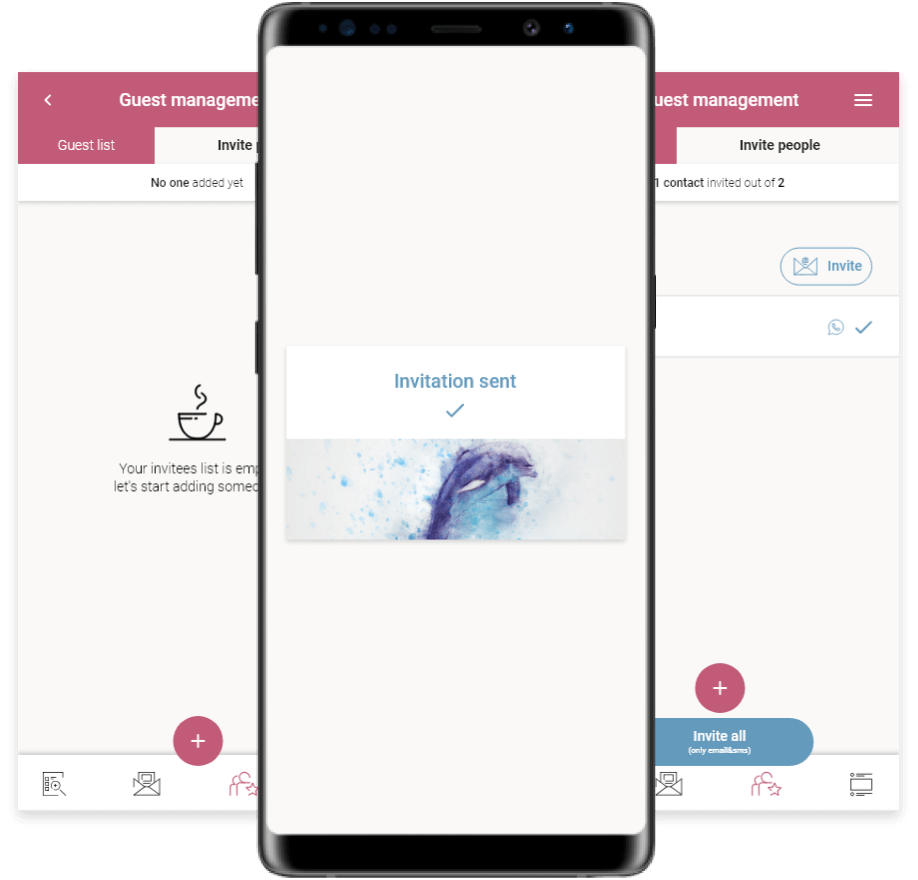 Guest manageme
Guest list
Invite
No one added yet
Your invitees list is emp
let's start adding someo
Invitation sent
uest management
Invite people
1 contact invited out of 2
Invite
Invite all
(only email&sms)